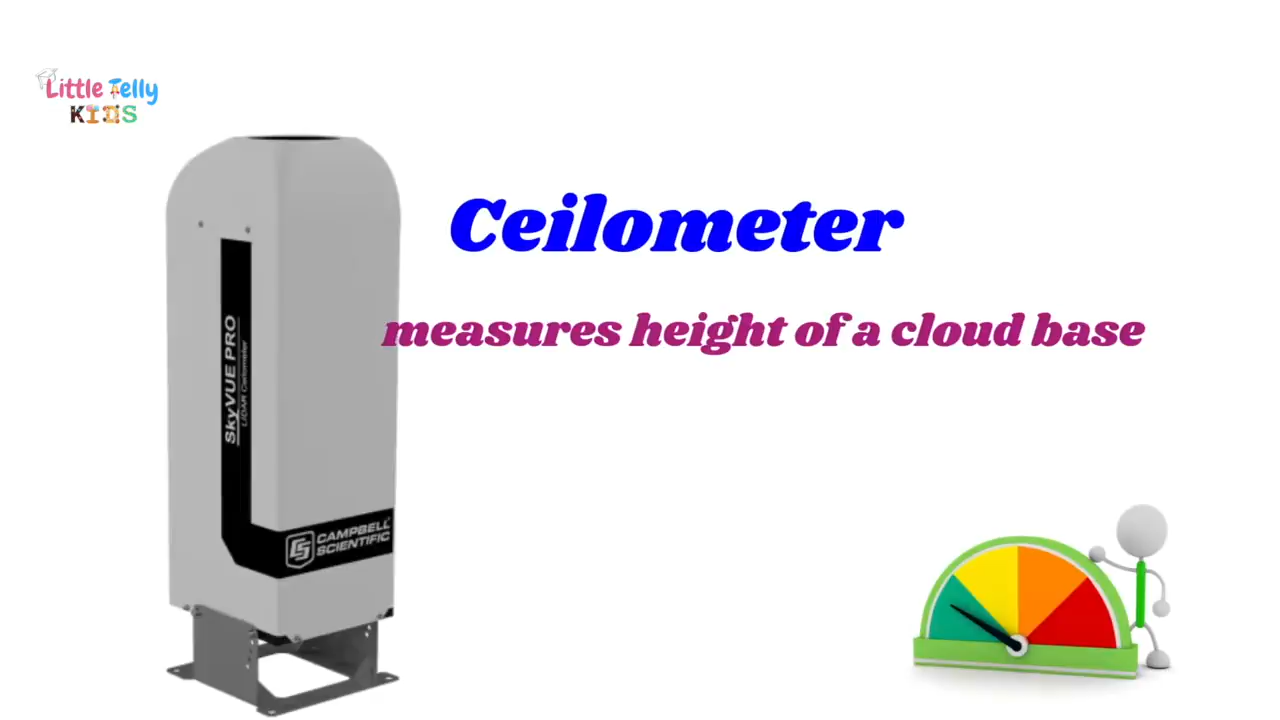 Little Telly
KIDS
Ceilometer
measures height of a cloud base
SkyVUE PRO
LIDAR Ceilometer
CAMPBELL
SCIENTIFIC